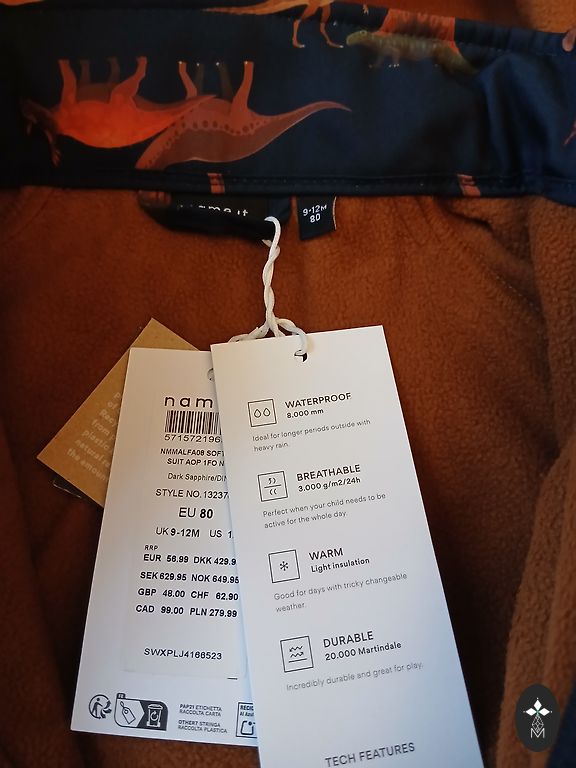 name it
9-12M
80
nam
571572196
NMMALFA08 SOF
SUIT AOP 1FO N
Dark Sapphire/DI
STYLE NO.1323
EU 80
UK 9-12M US 1
RRP
EUR 56.99 DKK 429.9
SEK 629.95 NOK 649.95
GBP 48.00 CHF 62.90
CAD 99.00 PLN 279.99
SWXPLJ4166523
FR
PAP21 ETICHETTA
RACCOLTA CARTA
OTHER7 STRINGA
RACCOLTA PLASTICA
WATERPROOF
8.000 mm
Ideal for longer periods outside with
heavy rain.
BREATHABLE
3.000 g/m2/24h
Perfect when your child needs to be
active for the whole day.
WARM
Light insulation
Good for days with tricky changeable
weather.
DURABLE
20.000 Martindale
Incredibly durable and great for play.
TECH FEATURES
M